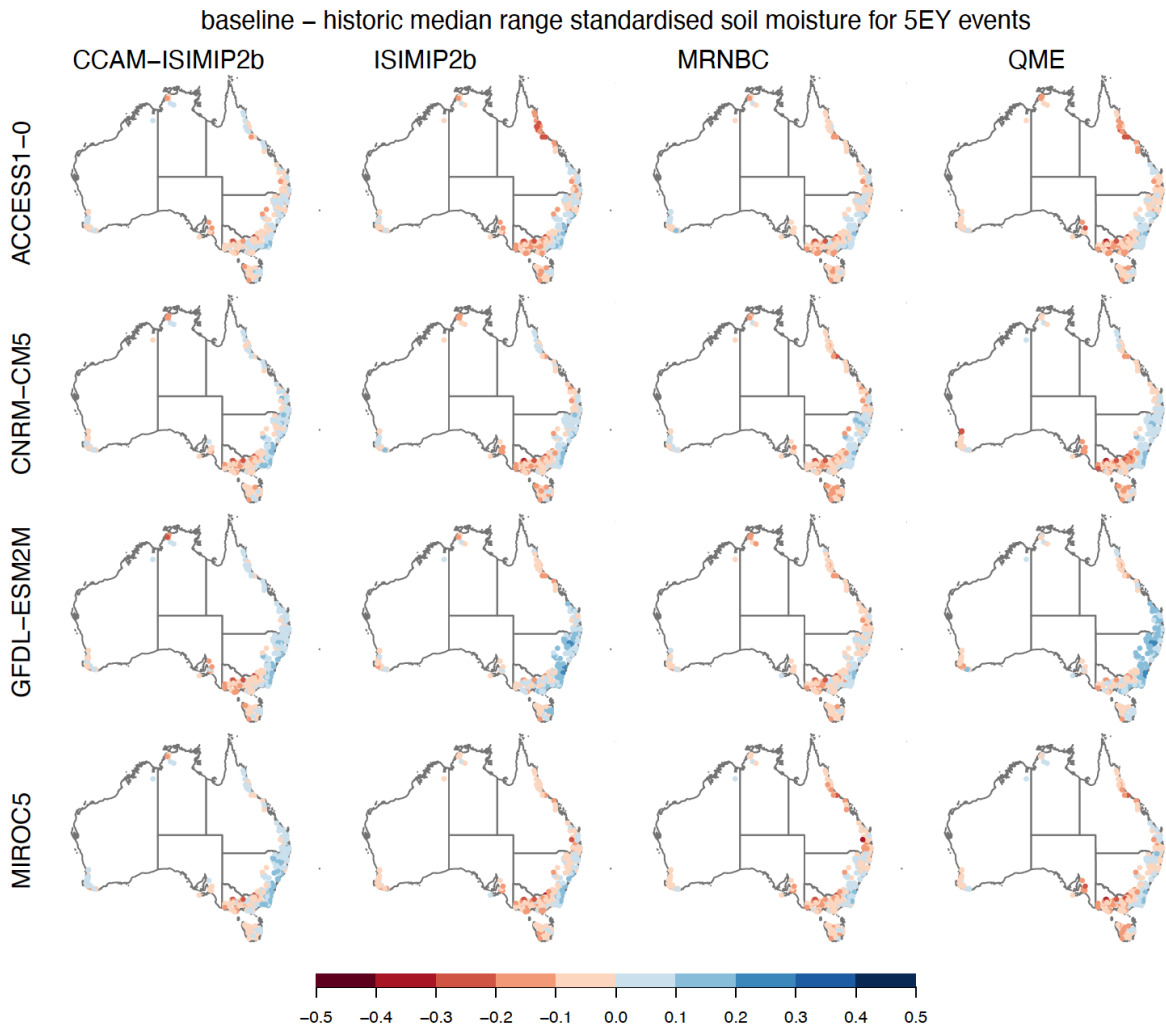 baseline – historic median range standardised soil moisture for 5EY events
CCAM−ISIMIP2b ISIMIP2b MRNBC QME
ACCESS1−0
CNRM−CM5
GFDL−ESM2M
MIROC5
−0.5 −0.4 −0.3 −0.2 −0.1 0.0 0.1 0.2 0.3 0.4 0.5